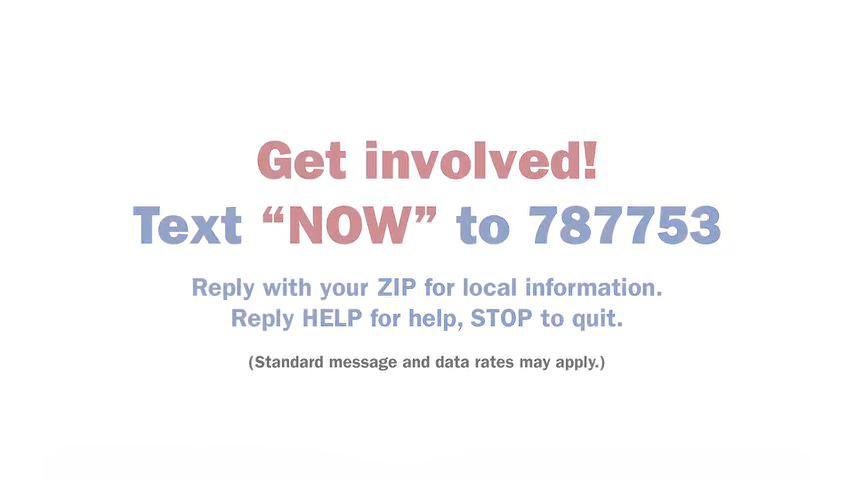 Get involved!
Text “NOW” to 787753
Reply with your ZIP for local information.
Reply HELP for help, STOP to quit.
(Standard message and data rates may apply.)